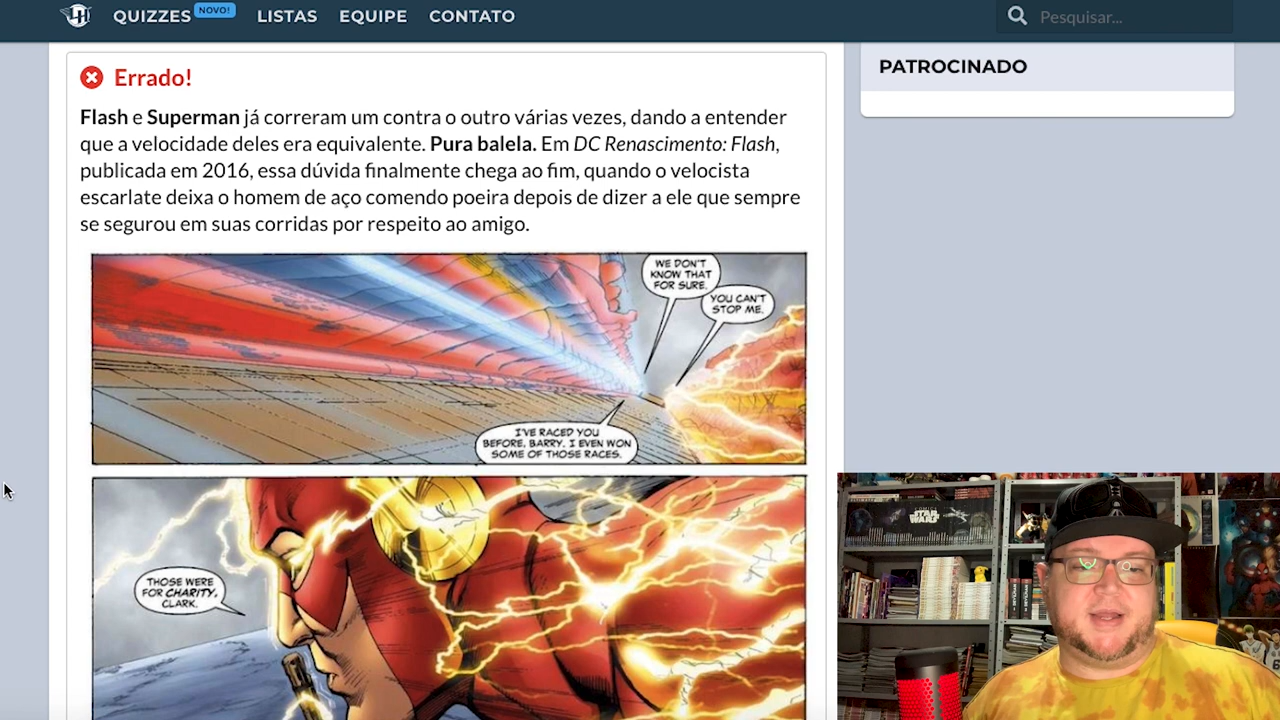 QUIZZES NOVO! LISTAS EQUIPE CONTATO Pesquisar...
PATROCINADO
Errado!
Flash e Superman já correram um contra o outro várias vezes, dando a entender
que a velocidade deles era equivalente. Pura balela. Em DC Renascimento: Flash,
publicada em 2016, essa dúvida finalmente chega ao fim, quando o velocista
escarlate deixa o homem de aço comendo poeira depois de dizer a ele que sempre
se segurou em suas corridas por respeito ao amigo.
WE DON'T
KNOW THAT
FOR SURE.
YOU CAN'T
STOP ME.
I'VE RACED YOU
BEFORE, BARRY. I EVEN WON
SOME OF THOSE RACES.
THOSE WERE
FOR CHARITY,
CLARK.
COMICS
STAR
WARS